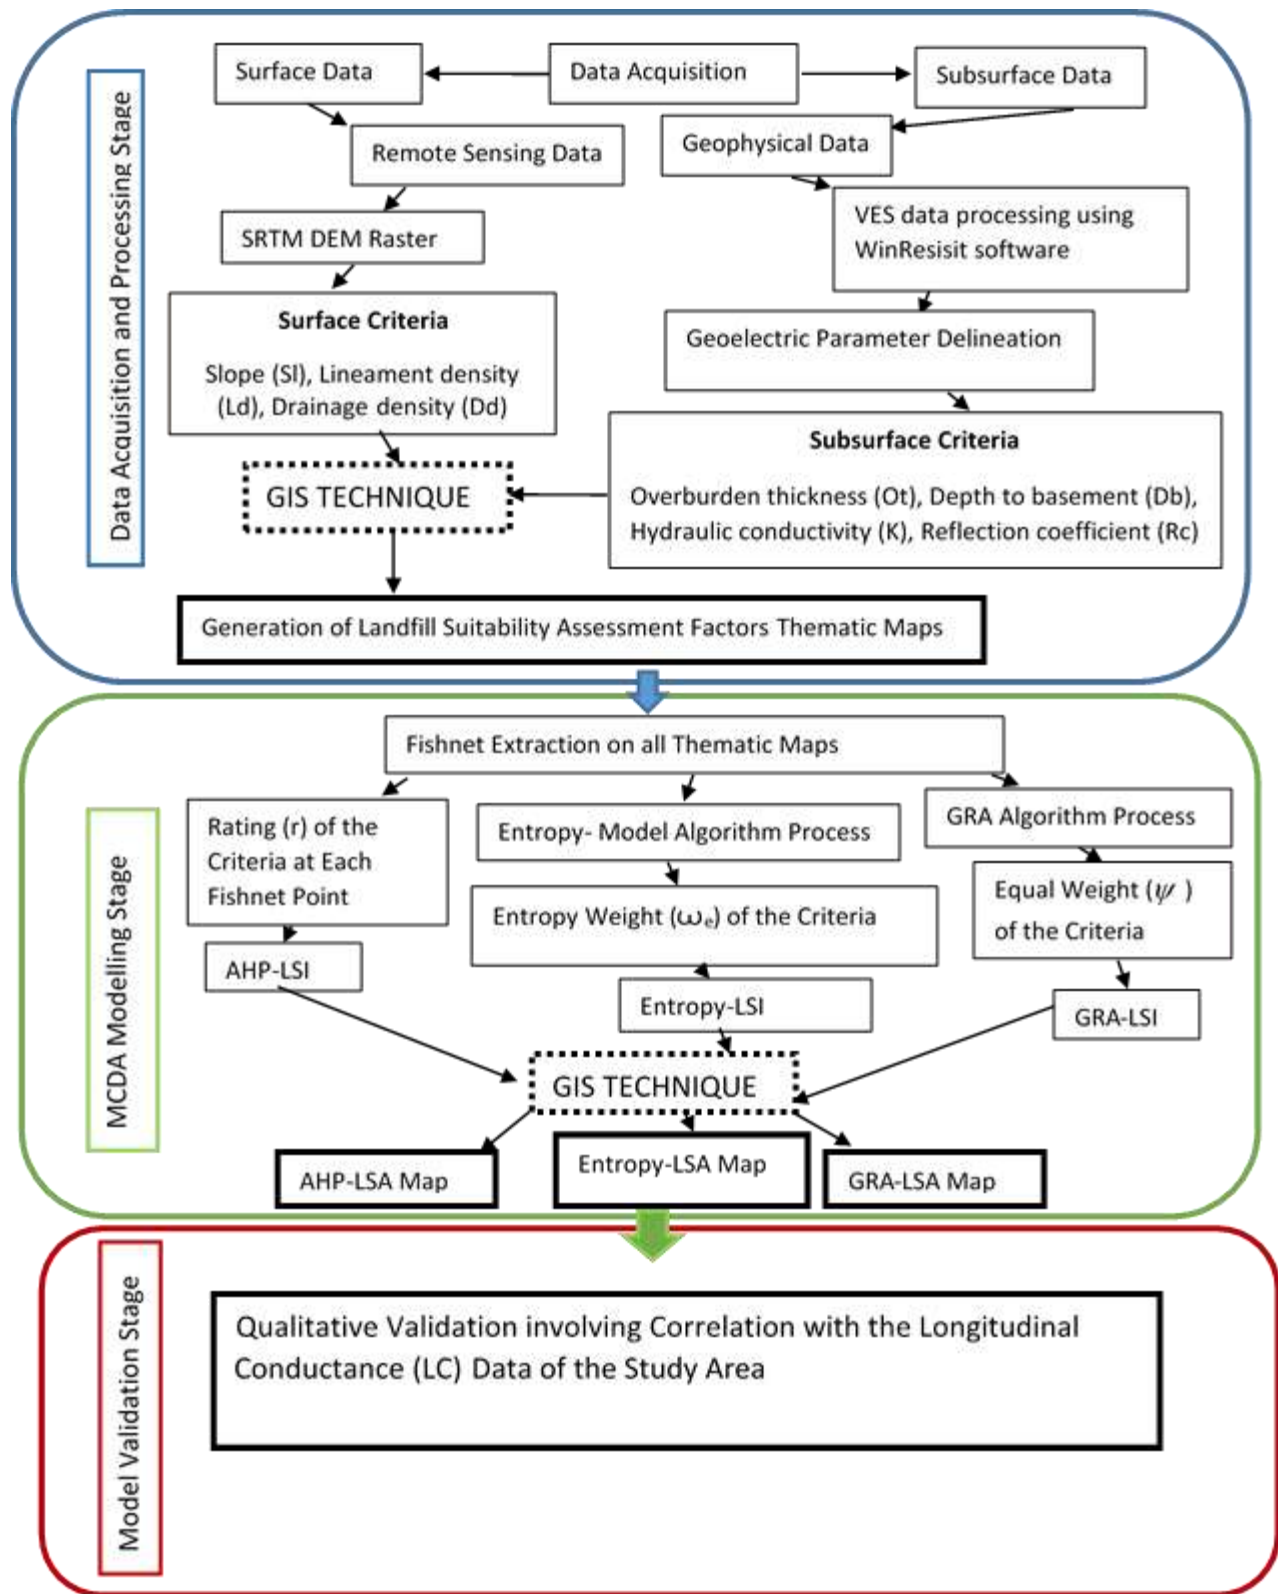 Data Acquisition and Processing Stage
Surface Data
Data Acquisition
Subsurface Data
Remote Sensing Data
Geophysical Data
SRTM DEM Raster
VES data processing using
WinResisit software
Surface Criteria
Slope (Sl), Lineament density
(Ld), Drainage density (Dd)
Geoelectric Parameter Delineation
Subsurface Criteria
Overburden thickness (Ot), Depth to basement (Db),
Hydraulic conductivity (K), Reflection coefficient (Rc)
GIS TECHNIQUE
Generation of Landfill Suitability Assessment Factors Thematic Maps
MCDA Modelling Stage
Fishnet Extraction on all Thematic Maps
Rating (r) of the
Criteria at Each
Fishnet Point
Entropy- Model Algorithm Process
GRA Algorithm Process
Entropy Weight (ωₑ) of the Criteria
Equal Weight (ψ )
of the Criteria
AHP-LSI
Entropy-LSI
GRA-LSI
GIS TECHNIQUE
AHP-LSA Map
Entropy-LSA Map
GRA-LSA Map
Model Validation Stage
Qualitative Validation involving Correlation with the Longitudinal
Conductance (LC) Data of the Study Area